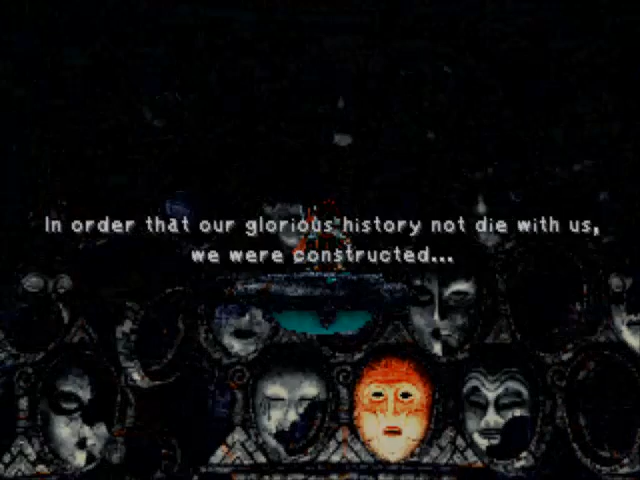 In order that our glorious history not die with us,
we were constructed...